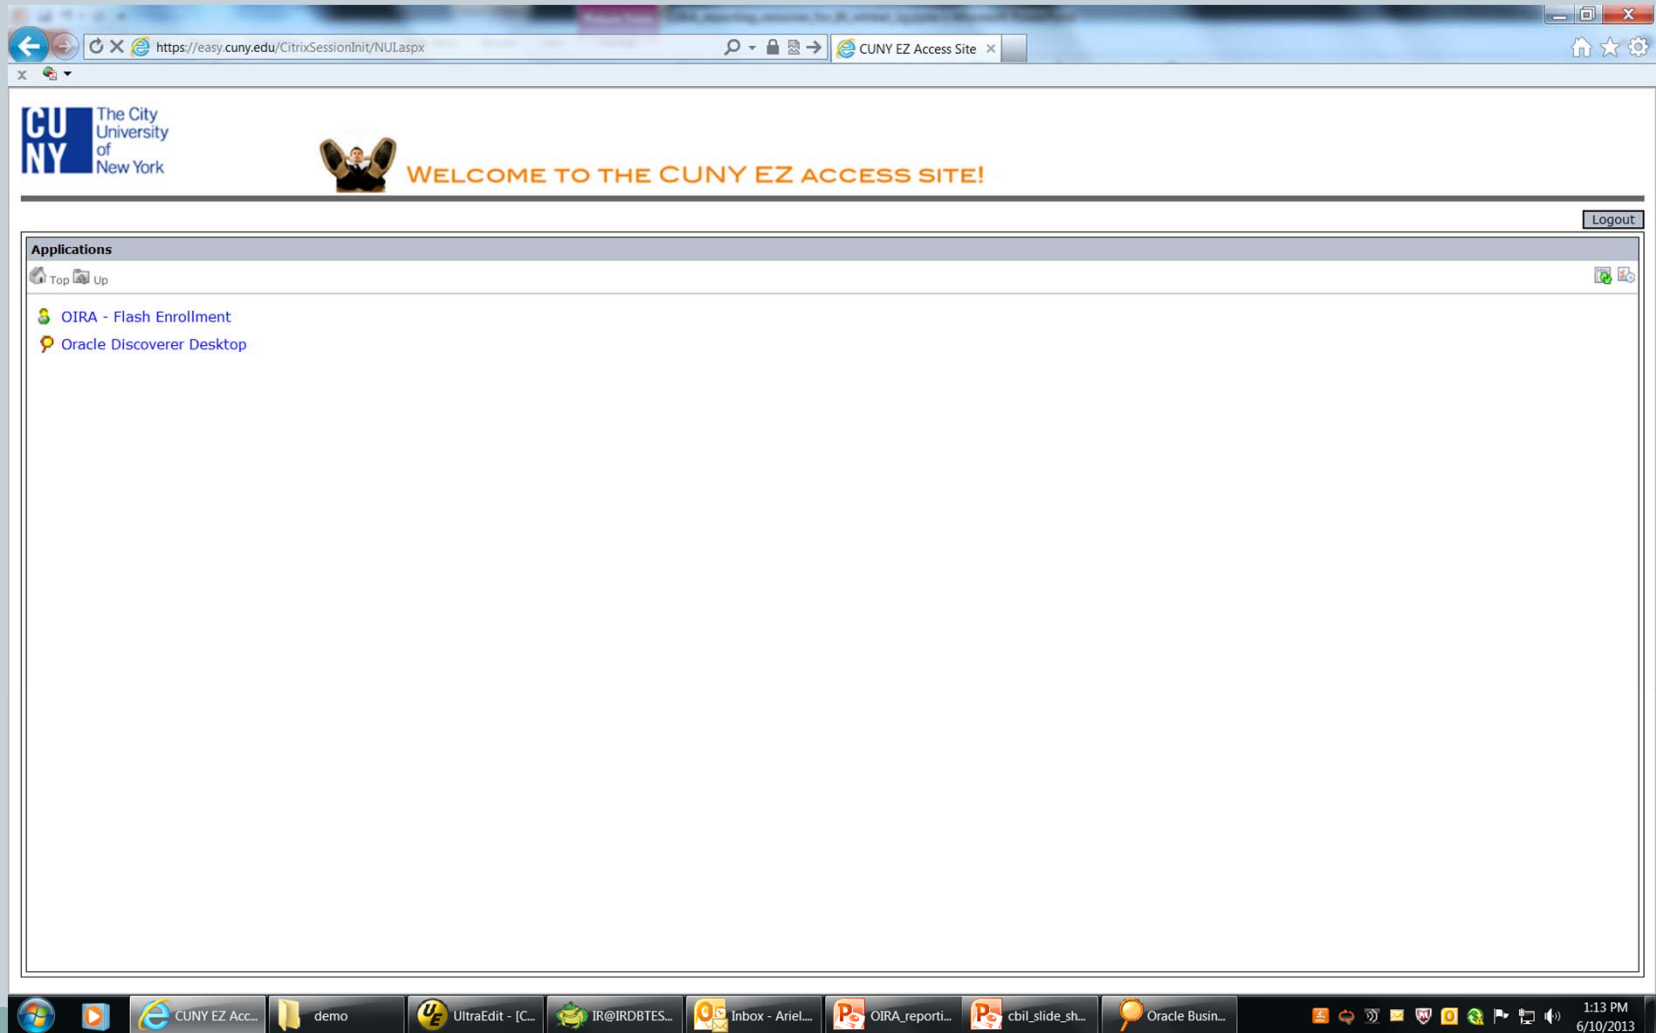 https://easy.cuny.edu/CitrixSessionInit/NUI.aspx
CUNY EZ Access Site
CU
NY
The City
University
of
New York
WELCOME TO THE CUNY EZ ACCESS SITE!
Logout
Applications
Top Up
OIRA - Flash Enrollment
Oracle Discoverer Desktop
CUNY EZ Acc...
demo
UltraEdit - [C...
IR@IRDBTES...
Inbox - Ariel....
OIRA_reporti...
cbil_slide_sh...
Oracle Busin...
1:13 PM
6/10/2013